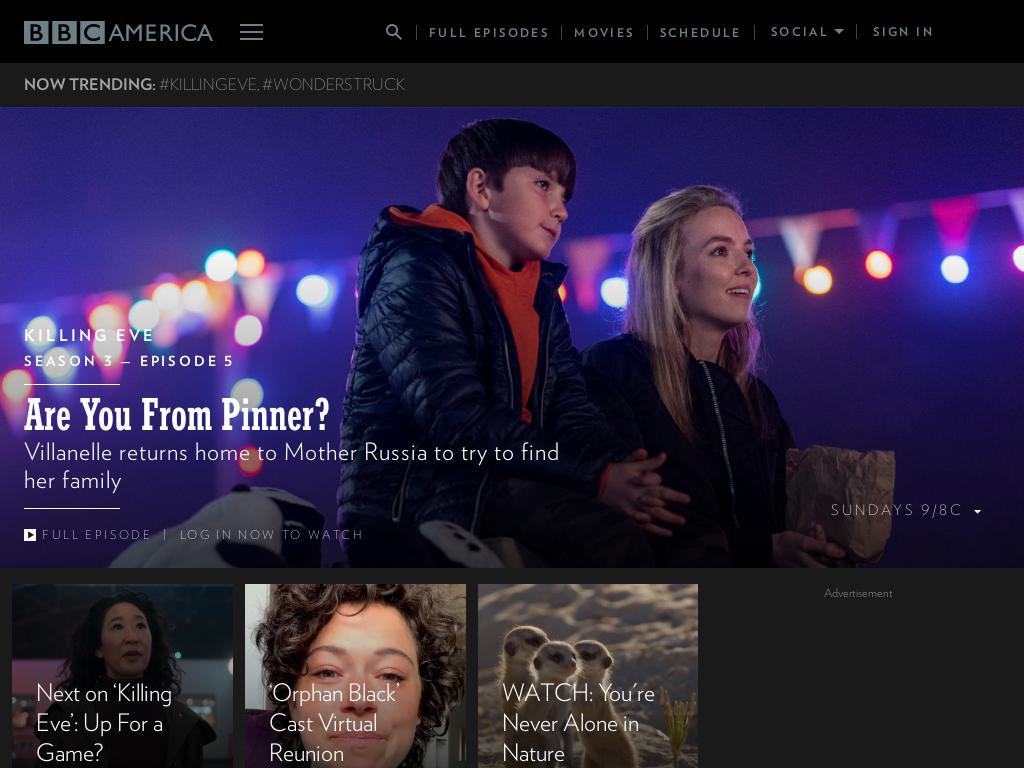 BBC AMERICA
FULL EPISODES
MOVIES
SCHEDULE
SOCIAL
SIGN IN
NOW TRENDING: #KILLINGEVE, #WONDERSTRUCK
KILLING EVE
SEASON 3 — EPISODE 5
Are You From Pinner?
Villanelle returns home to Mother Russia to try to find
her family
SUNDAYS 9/8C
FULL EPISODE | LOG IN NOW TO WATCH
Advertisement
Next on ‘Killing
Eve’: Up For a
Game?
‘Orphan Black’
Cast Virtual
Reunion
WATCH: You’re
Never Alone in
Nature